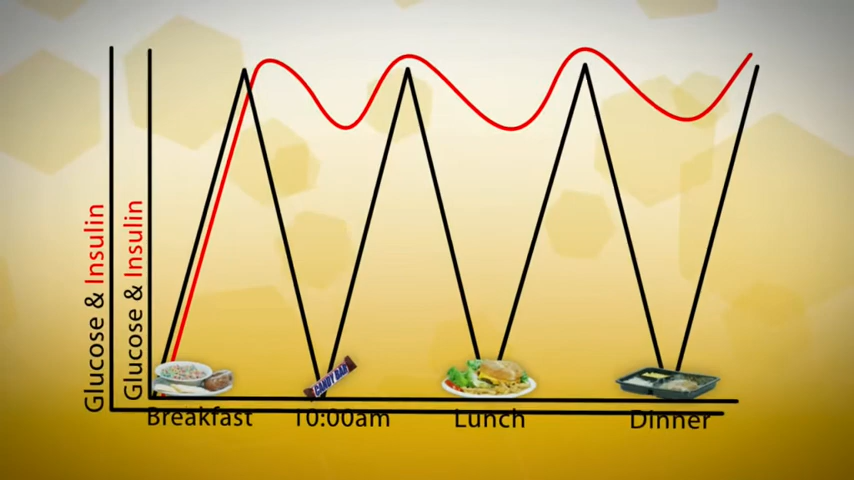 Glucose & Insulin
Glucose & Insulin
CANDY BAR
Breakfast
10:00am
Lunch
Dinner